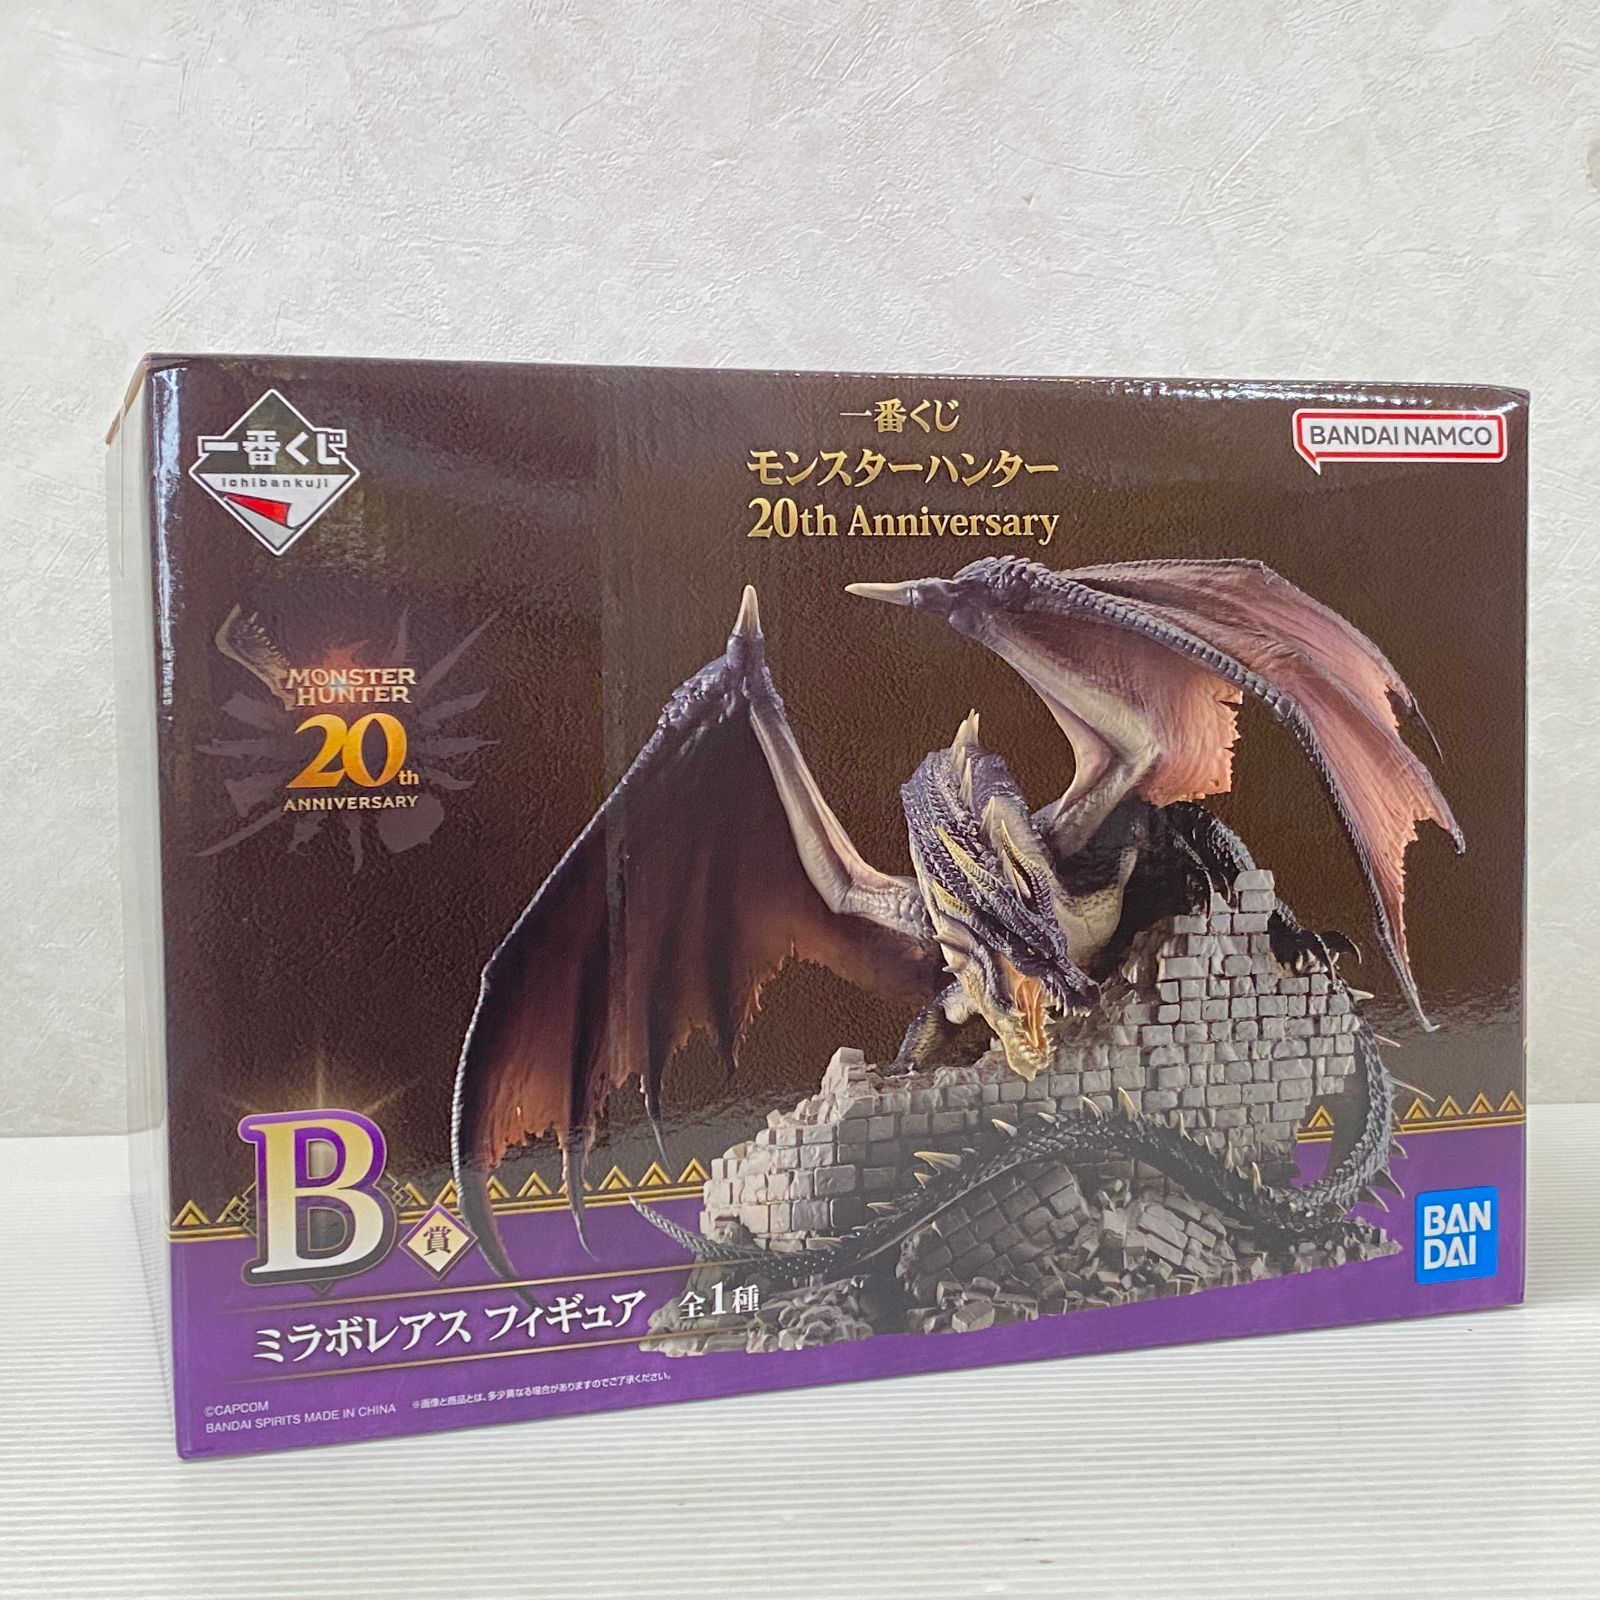 一番くじ
ichibankuji
一番くじ
モンスターハンター
20th Anniversary
BANDAI NAMCO
MONSTER
HUNTER
20th
ANNIVERSARY
B賞
ミラボレアス フィギュア 全1種
BAN
DAI
©CAPCOM
BANDAI SPIRITS MADE IN CHINA ※画像と商品とは、多少異なる場合がありますのでご了承ください。